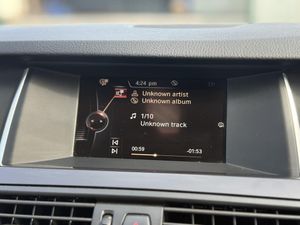 4:24 pm
Unknown artist
Unknown album
1/10
Unknown track
00:59
-01:53